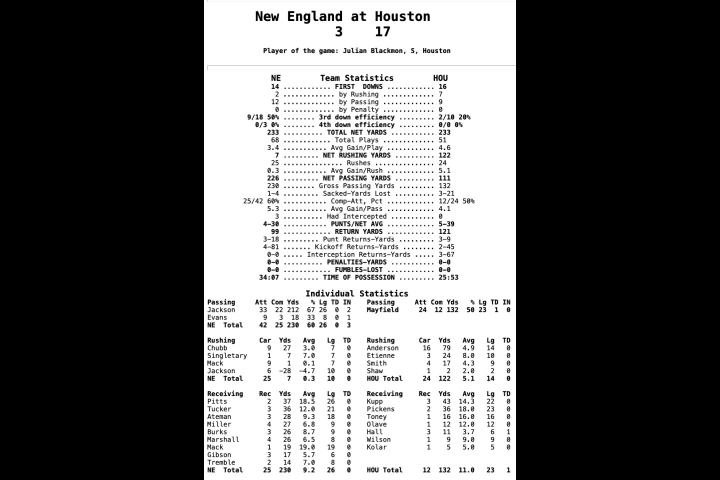 New England at Houston
3 17
Player of the game: Julian Blackmon, S, Houston
NE Team Statistics HOU
14 ............ FIRST DOWNS ............ 16
2 ............. by Rushing ............ 7
12 ............. by Passing ............ 9
0 ............. by Penalty ............ 0
9/18 50% ........ 3rd down efficiency ........ 2/10 20%
0/3 0% ........ 4th down efficiency ........ 0/0 0%
233 .......... TOTAL NET YARDS .......... 233
68 ............ Total Plays ........... 51
3.4 ............ Avg Gain/Play .......... 4.6
7 ......... NET RUSHING YARDS ......... 122
25 .............. Rushes .............. 24
0.3 ............ Avg Gain/Rush .......... 5.1
226 ......... NET PASSING YARDS ......... 111
230 ......... Gross Passing Yards ....... 132
1-4 ......... Sacked-Yards Lost ......... 3-21
25/42 60% ........... Comp-Att, Pct .......... 12/24 50%
5.3 ............ Avg Gain/Pass .......... 4.1
3 ........... Had Intercepted .......... 0
4-30 ........... PUNTS/NET AVG .......... 5-39
99 ............ RETURN YARDS ........... 121
3-18 ........ Punt Returns-Yards ........ 3-9
4-81 ....... Kickoff Returns-Yards ...... 2-45
0-0 ..... Interception Returns-Yards .... 3-67
0-0 .......... PENALTIES-YARDS .......... 0-0
0-0 ........... FUMBLES-LOST ........... 0-0
34:07 ......... TIME OF POSSESSION ........ 25:53
Individual Statistics
Passing Att Com Yds % Lg TD IN Passing Att Com Yds % Lg TD IN
Jackson 33 22 212 67 26 0 2 Mayfield 24 12 132 50 23 1 0
Evans 9 3 18 33 8 0 1
NE Total 42 25 230 60 26 0 3
Rushing Car Yds Avg Lg TD Rushing Car Yds Avg Lg TD
Chubb 9 27 3.0 7 0 Anderson 16 79 4.9 14 0
Singletary 1 7 7.0 7 0 Etienne 3 24 8.0 10 0
Mack 9 1 0.1 7 0 Smith 4 17 4.3 9 0
Jackson 6 -28 -4.7 10 0 Shaw 1 2 2.0 2 0
NE Total 25 7 0.3 10 0 HOU Total 24 122 5.1 14 0
Receiving Rec Yds Avg Lg TD Receiving Rec Yds Avg Lg TD
Pitts 2 37 18.5 26 0 Kupp 3 43 14.3 22 0
Tucker 3 36 12.0 21 0 Pickens 2 36 18.0 23 0
Ateman 3 28 9.3 18 0 Toney 1 16 16.0 16 0
Miller 4 27 6.8 9 0 Olave 1 12 12.0 12 0
Burks 3 26 8.7 9 0 Hall 3 11 3.7 6 1
Marshall 4 26 6.5 8 0 Wilson 1 9 9.0 9 0
Mack 1 19 19.0 19 0 Kolar 1 5 5.0 5 0
Gibson 3 17 5.7 6 0
Tremble 2 14 7.0 8 0
NE Total 25 230 9.2 26 0 HOU Total 12 132 11.0 23 1